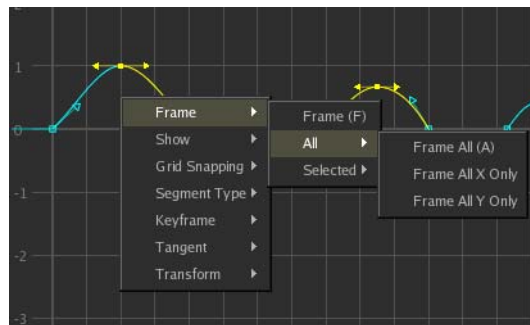 1
0
-1
-2
-3
Frame
Show
Grid Snapping
Segment Type
Keyframe
Tangent
Transform
Frame (F)
All
Selected
Frame All (A)
Frame All X Only
Frame All Y Only